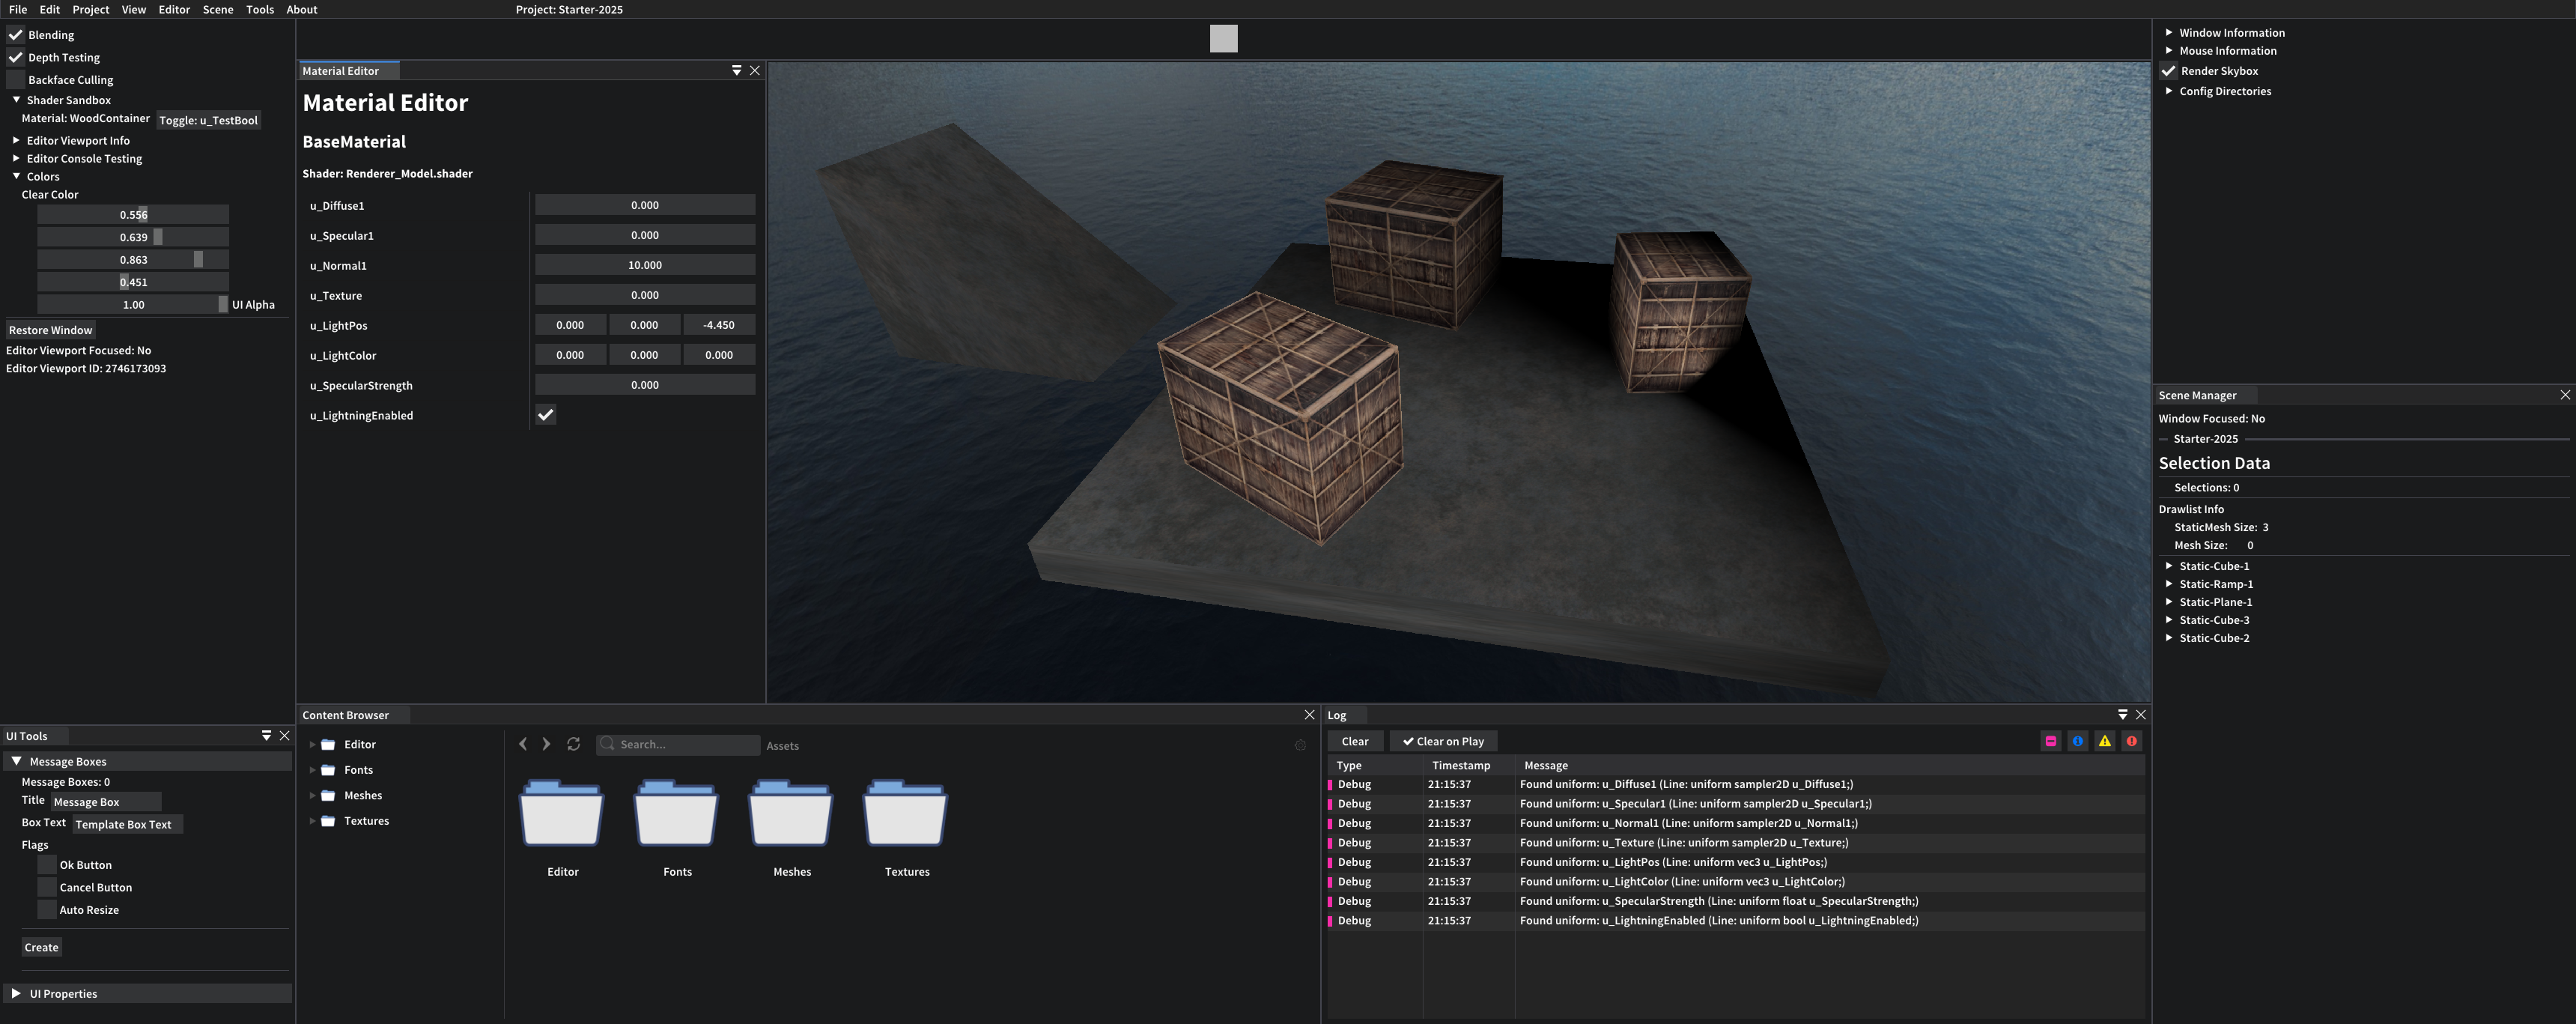 File Edit Project View Editor Scene Tools About Project: Starter-2025
Blending
Depth Testing
Backface Culling
Shader Sandbox
Material: WoodContainer Toggle: u_TestBool
Editor Viewport Info
Editor Console Testing
Colors
Clear Color
0.556
0.639
0.863
0.451
1.00 UI Alpha
Restore Window
Editor Viewport Focused: No
Editor Viewport ID: 2746173093
UI Tools
Message Boxes
Message Boxes: 0
Title Message Box
Box Text Template Box Text
Flags
Ok Button
Cancel Button
Auto Resize
Create
UI Properties
Material Editor
Material Editor
BaseMaterial
Shader: Renderer_Model.shader
u_Diffuse1 0.000
u_Specular1 0.000
u_Normal1 10.000
u_Texture 0.000
u_LightPos 0.000 0.000 -4.450
u_LightColor 0.000 0.000 0.000
u_SpecularStrength 0.000
u_LightningEnabled
Content Browser
Editor
Fonts
Meshes
Textures
Search... Assets
Editor Fonts Meshes Textures
Log
Clear Clear on Play
Type Timestamp Message
Debug 21:15:37 Found uniform: u_Diffuse1 (Line: uniform sampler2D u_Diffuse1;)
Debug 21:15:37 Found uniform: u_Specular1 (Line: uniform sampler2D u_Specular1;)
Debug 21:15:37 Found uniform: u_Normal1 (Line: uniform sampler2D u_Normal1;)
Debug 21:15:37 Found uniform: u_Texture (Line: uniform sampler2D u_Texture;)
Debug 21:15:37 Found uniform: u_LightPos (Line: uniform vec3 u_LightPos;)
Debug 21:15:37 Found uniform: u_LightColor (Line: uniform vec3 u_LightColor;)
Debug 21:15:37 Found uniform: u_SpecularStrength (Line: uniform float u_SpecularStrength;)
Debug 21:15:37 Found uniform: u_LightningEnabled (Line: uniform bool u_LightningEnabled;)
Window Information
Mouse Information
Render Skybox
Config Directories
Scene Manager
Window Focused: No
Starter-2025
Selection Data
Selections: 0
Drawlist Info
StaticMesh Size: 3
Mesh Size: 0
Static-Cube-1
Static-Ramp-1
Static-Plane-1
Static-Cube-3
Static-Cube-2